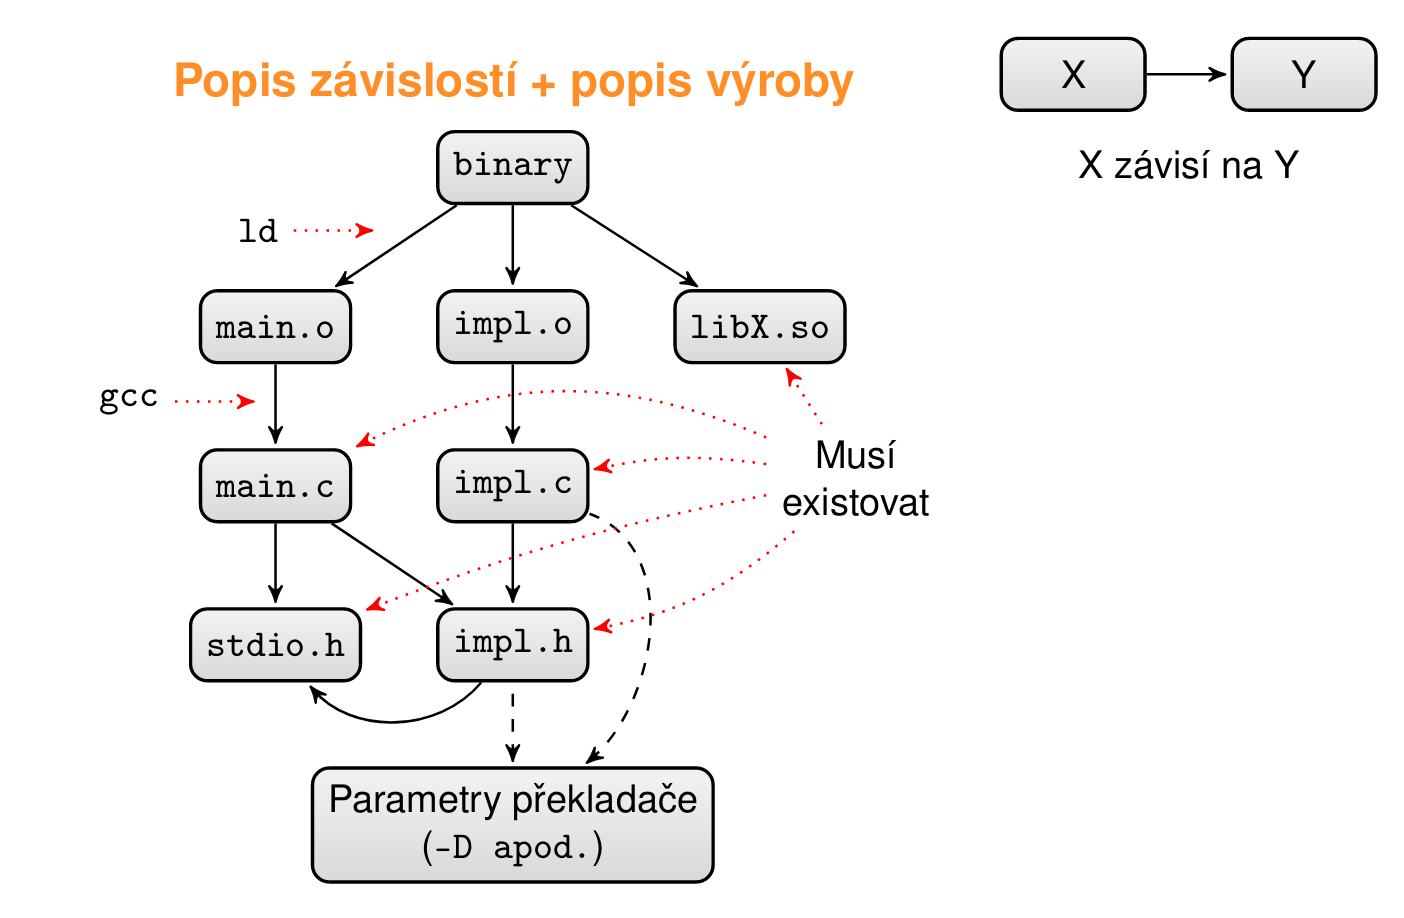 Popis závislostí + popis výroby
X
Y
X závisí na Y
binary
ld
main.o
impl.o
libX.so
gcc
main.c
impl.c
Musí
existovat
stdio.h
impl.h
Parametry překladače
(-D apod.)